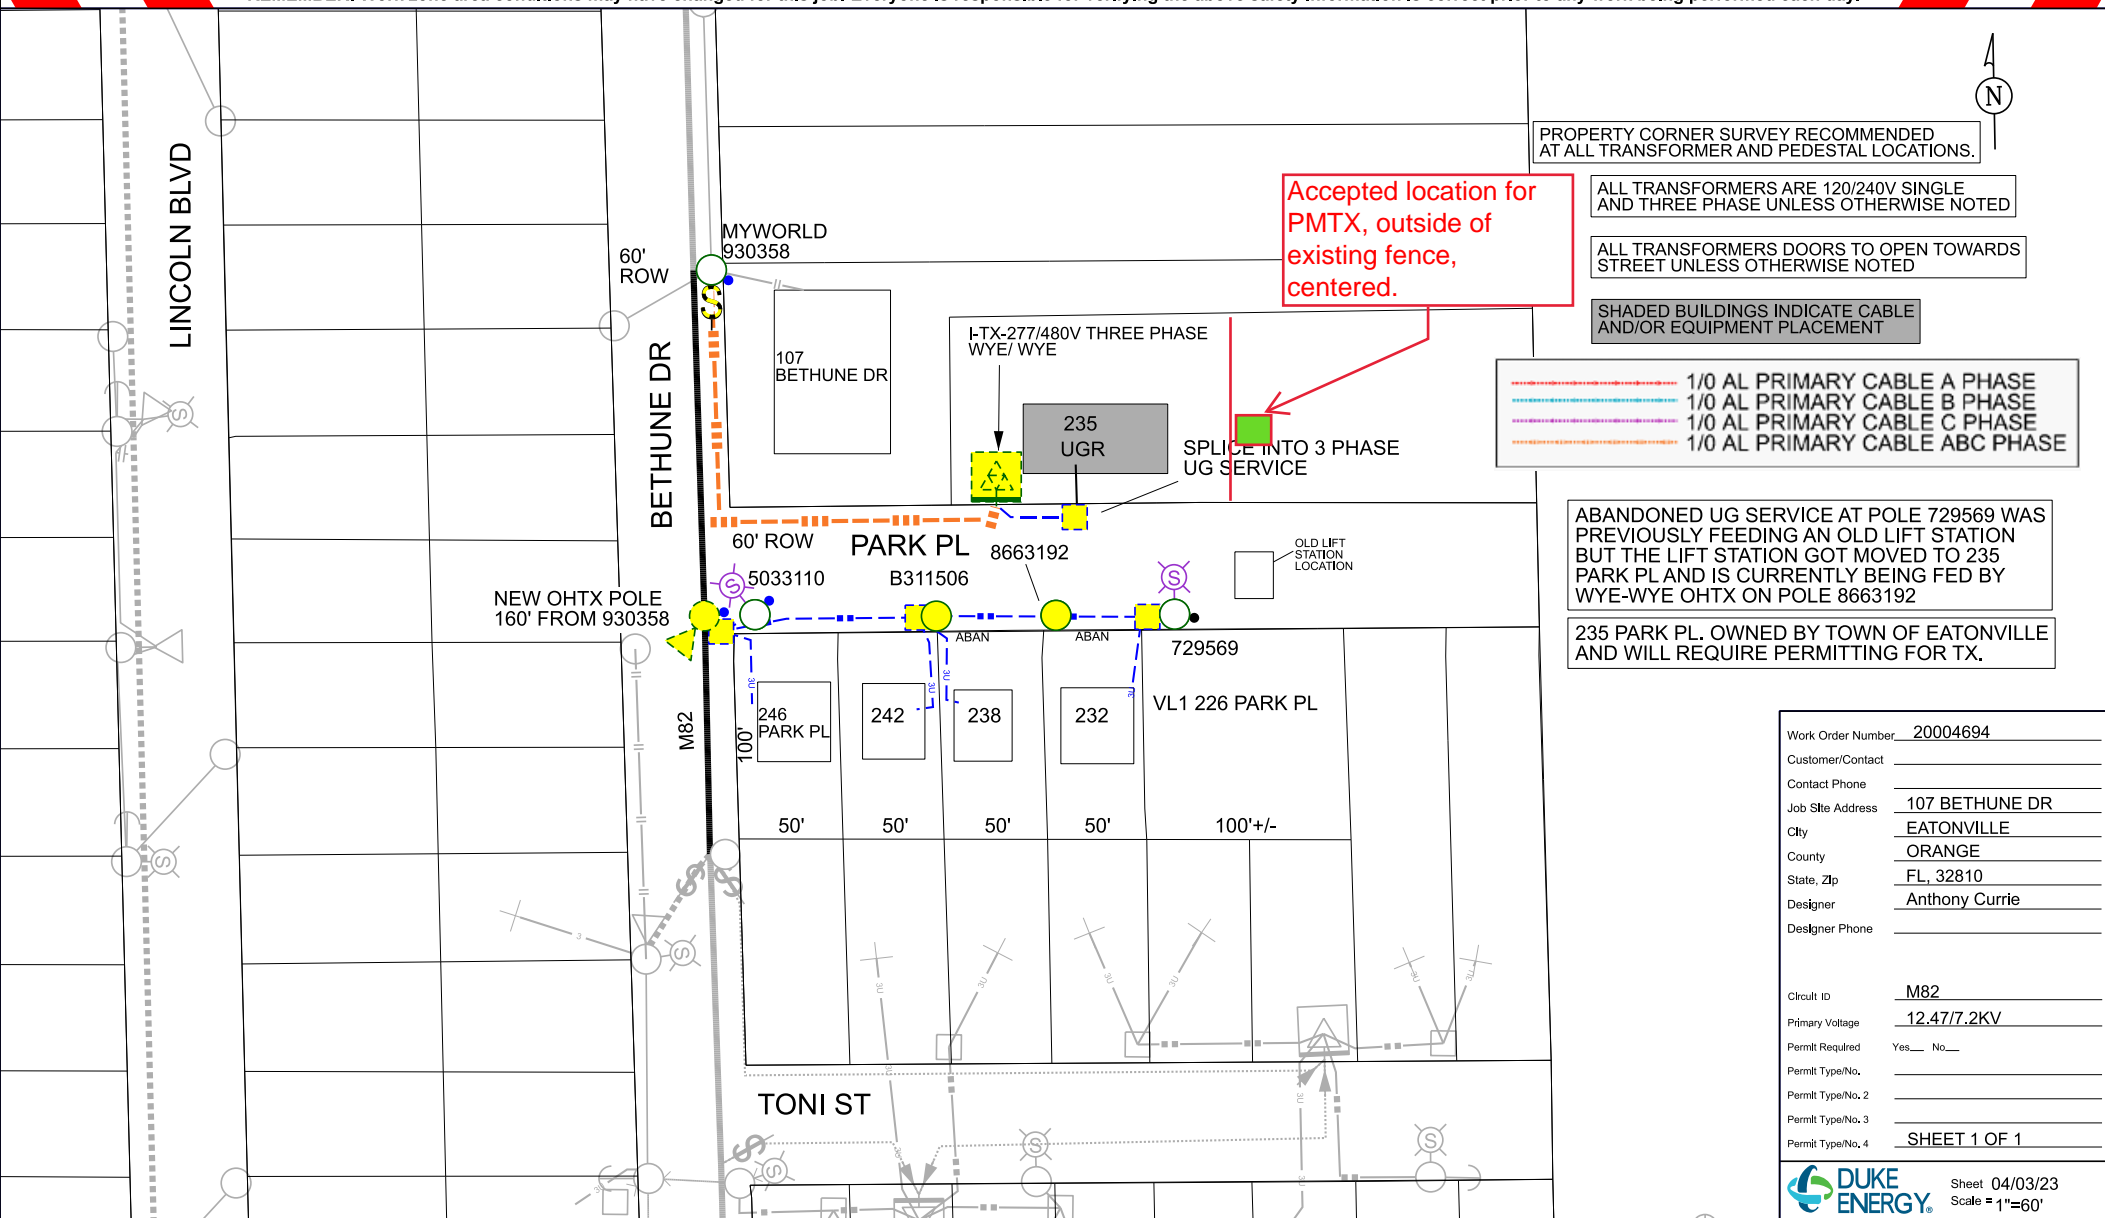 LINCOLN BLVD
BETHUNE DR
60'
ROW
MYWORLD
930358
107
BETHUNE DR
I-TX-277/480V THREE PHASE
WYE/ WYE
235
UGR
SPLICE INTO 3 PHASE
UG SERVICE
Accepted location for
PMTX, outside of
existing fence,
centered.
N
PROPERTY CORNER SURVEY RECOMMENDED
AT ALL TRANSFORMER AND PEDESTAL LOCATIONS.
ALL TRANSFORMERS ARE 120/240V SINGLE
AND THREE PHASE UNLESS OTHERWISE NOTED
ALL TRANSFORMERS DOORS TO OPEN TOWARDS
STREET UNLESS OTHERWISE NOTED
SHADED BUILDINGS INDICATE CABLE
AND/OR EQUIPMENT PLACEMENT
1/0 AL PRIMARY CABLE A PHASE
1/0 AL PRIMARY CABLE B PHASE
1/0 AL PRIMARY CABLE C PHASE
1/0 AL PRIMARY CABLE ABC PHASE
ABANDONED UG SERVICE AT POLE 729569 WAS
PREVIOUSLY FEEDING AN OLD LIFT STATION
BUT THE LIFT STATION GOT MOVED TO 235
PARK PL AND IS CURRENTLY BEING FED BY
WYE-WYE OHTX ON POLE 8663192
235 PARK PL. OWNED BY TOWN OF EATONVILLE
AND WILL REQUIRE PERMITTING FOR TX.
60' ROW
PARK PL
8663192
5033110
B311506
OLD LIFT
STATION
LOCATION
NEW OHTX POLE
160' FROM 930358
ABAN
ABAN
729569
M82
100'
246
PARK PL
242
238
232
VL1 226 PARK PL
50'
50'
50'
50'
100'+/-
TONI ST
Work Order Number 20004694
Customer/Contact
Contact Phone
Job Site Address 107 BETHUNE DR
City EATONVILLE
County ORANGE
State, Zip FL, 32810
Designer Anthony Currie
Designer Phone
Circuit ID M82
Primary Voltage 12.47/7.2KV
Permit Required Yes__ No__
Permit Type/No.
Permit Type/No. 2
Permit Type/No. 3
Permit Type/No. 4 SHEET 1 OF 1
DUKE
ENERGY®
Sheet 04/03/23
Scale = 1"=60'